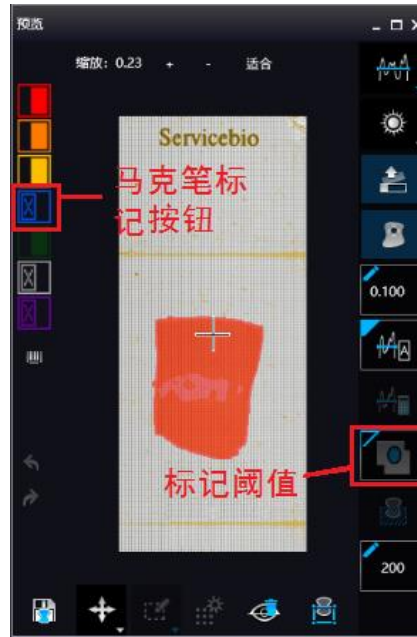 预览
缩放: 0.23 + - 适合
Servicebio
马克笔标
记按钮
0.100
A
标记阈值
200